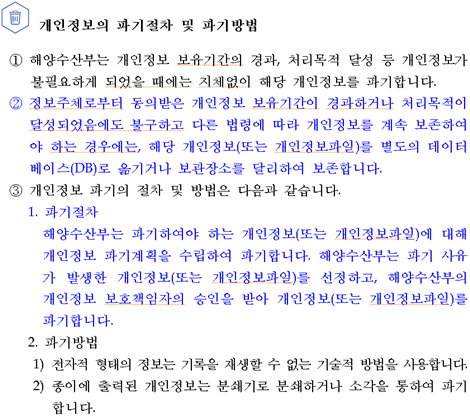 개인정보의 파기절차 및 파기방법
① 해양수산부는 개인정보 보유기간의 경과, 처리목적 달성 등 개인정보가
불필요하게 되었을 때에는 지체없이 해당 개인정보를 파기합니다.
② 정보주체로부터 동의받은 개인정보 보유기간이 경과하거나 처리목적이
달성되었음에도 불구하고 다른 법령에 따라 개인정보를 계속 보존하여
야 하는 경우에는, 해당 개인정보(또는 개인정보파일)를 별도의 데이터
베이스(DB)로 옮기거나 보관장소를 달리하여 보존합니다.
③ 개인정보 파기의 절차 및 방법은 다음과 같습니다.
1. 파기절차
해양수산부는 파기하여야 하는 개인정보(또는 개인정보파일)에 대해
개인정보 파기계획을 수립하여 파기합니다. 해양수산부는 파기 사유
가 발생한 개인정보(또는 개인정보파일)를 선정하고, 해양수산부의
개인정보 보호책임자의 승인을 받아 개인정보(또는 개인정보파일)를
파기합니다.
2. 파기방법
1) 전자적 형태의 정보는 기록을 재생할 수 없는 기술적 방법을 사용합니다.
2) 종이에 출력된 개인정보는 분쇄기로 분쇄하거나 소각을 통하여 파기
합니다.